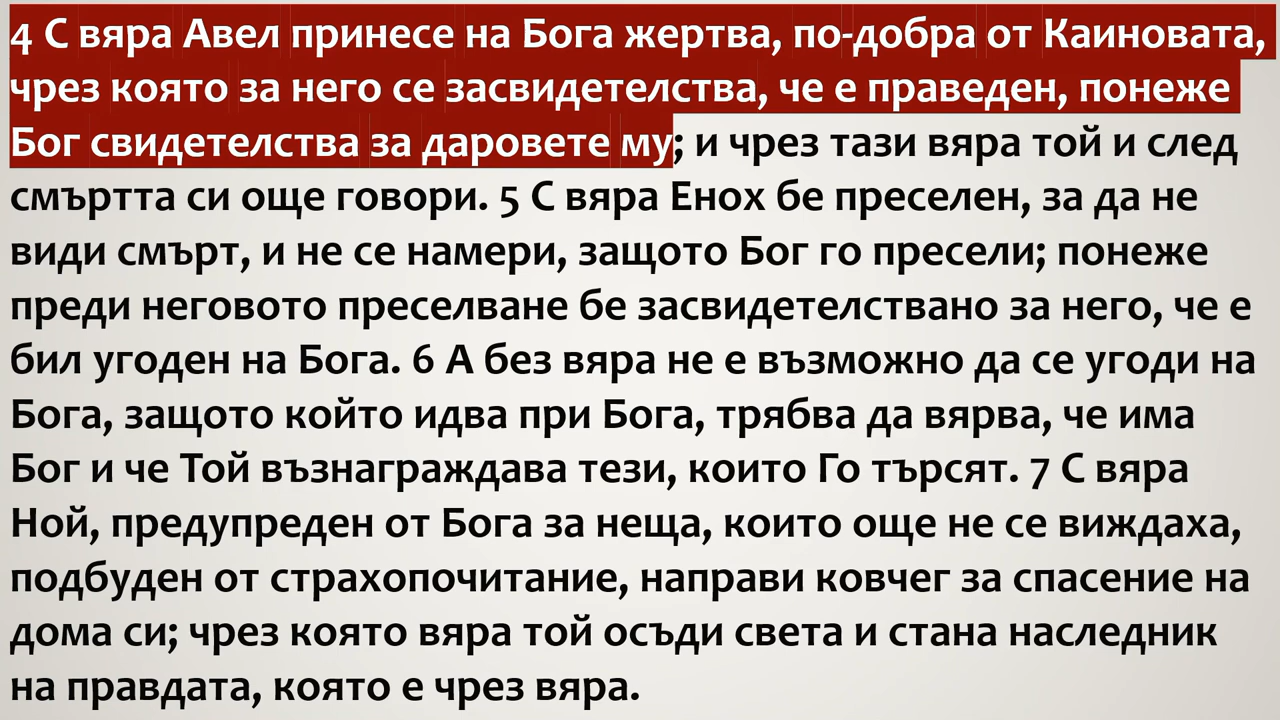 4 С вяра Авел принесе на Бога жертва, по-добра от Каиновата,
чрез която за него се засвидетелства, че е праведен, понеже
Бог свидетелства за даровете му; и чрез тази вяра той и след
смъртта си още говори. 5 С вяра Енох бе преселен, за да не
види смърт, и не се намери, защото Бог го пресели; понеже
преди неговото преселване бе засвидетелствано за него, че е
бил угоден на Бога. 6 А без вяра не е възможно да се угоди на
Бога, защото който идва при Бога, трябва да вярва, че има
Бог и че Той възнаграждава тези, които Го търсят. 7 С вяра
Ной, предупреден от Бога за неща, които още не се виждаха,
подбуден от страхопочитание, направи ковчег за спасение на
дома си; чрез която вяра той осъди света и стана наследник
на правдата, която е чрез вяра.